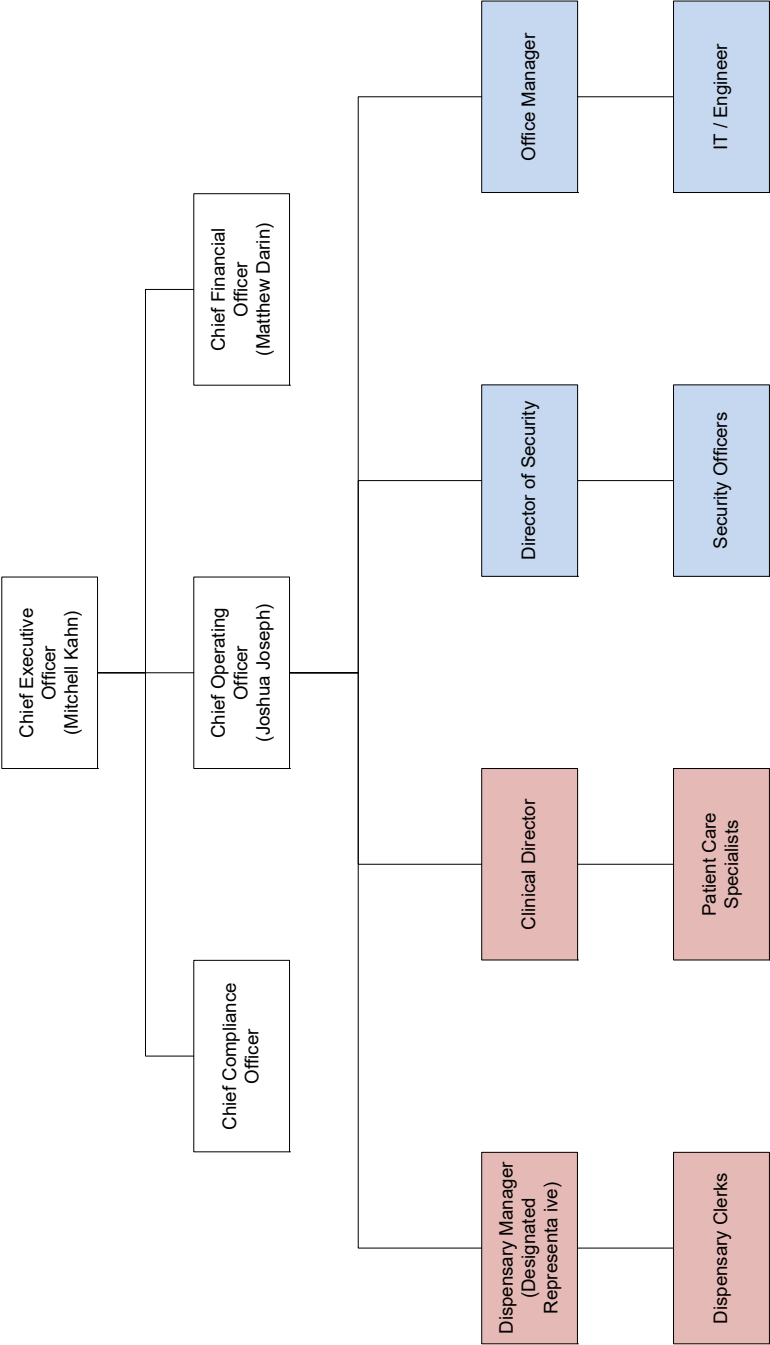 Chief Executive
Officer
(Mitchell Kahn)
Chief Compliance
Officer
Chief Operating
Officer
(Joshua Joseph)
Chief Financial
Officer
(Matthew Darin)
Dispensary Manager
(Designated
Representa ive)
Clinical Director
Director of Security
Office Manager
Dispensary Clerks
Patient Care
Specialists
Security Officers
IT / Engineer